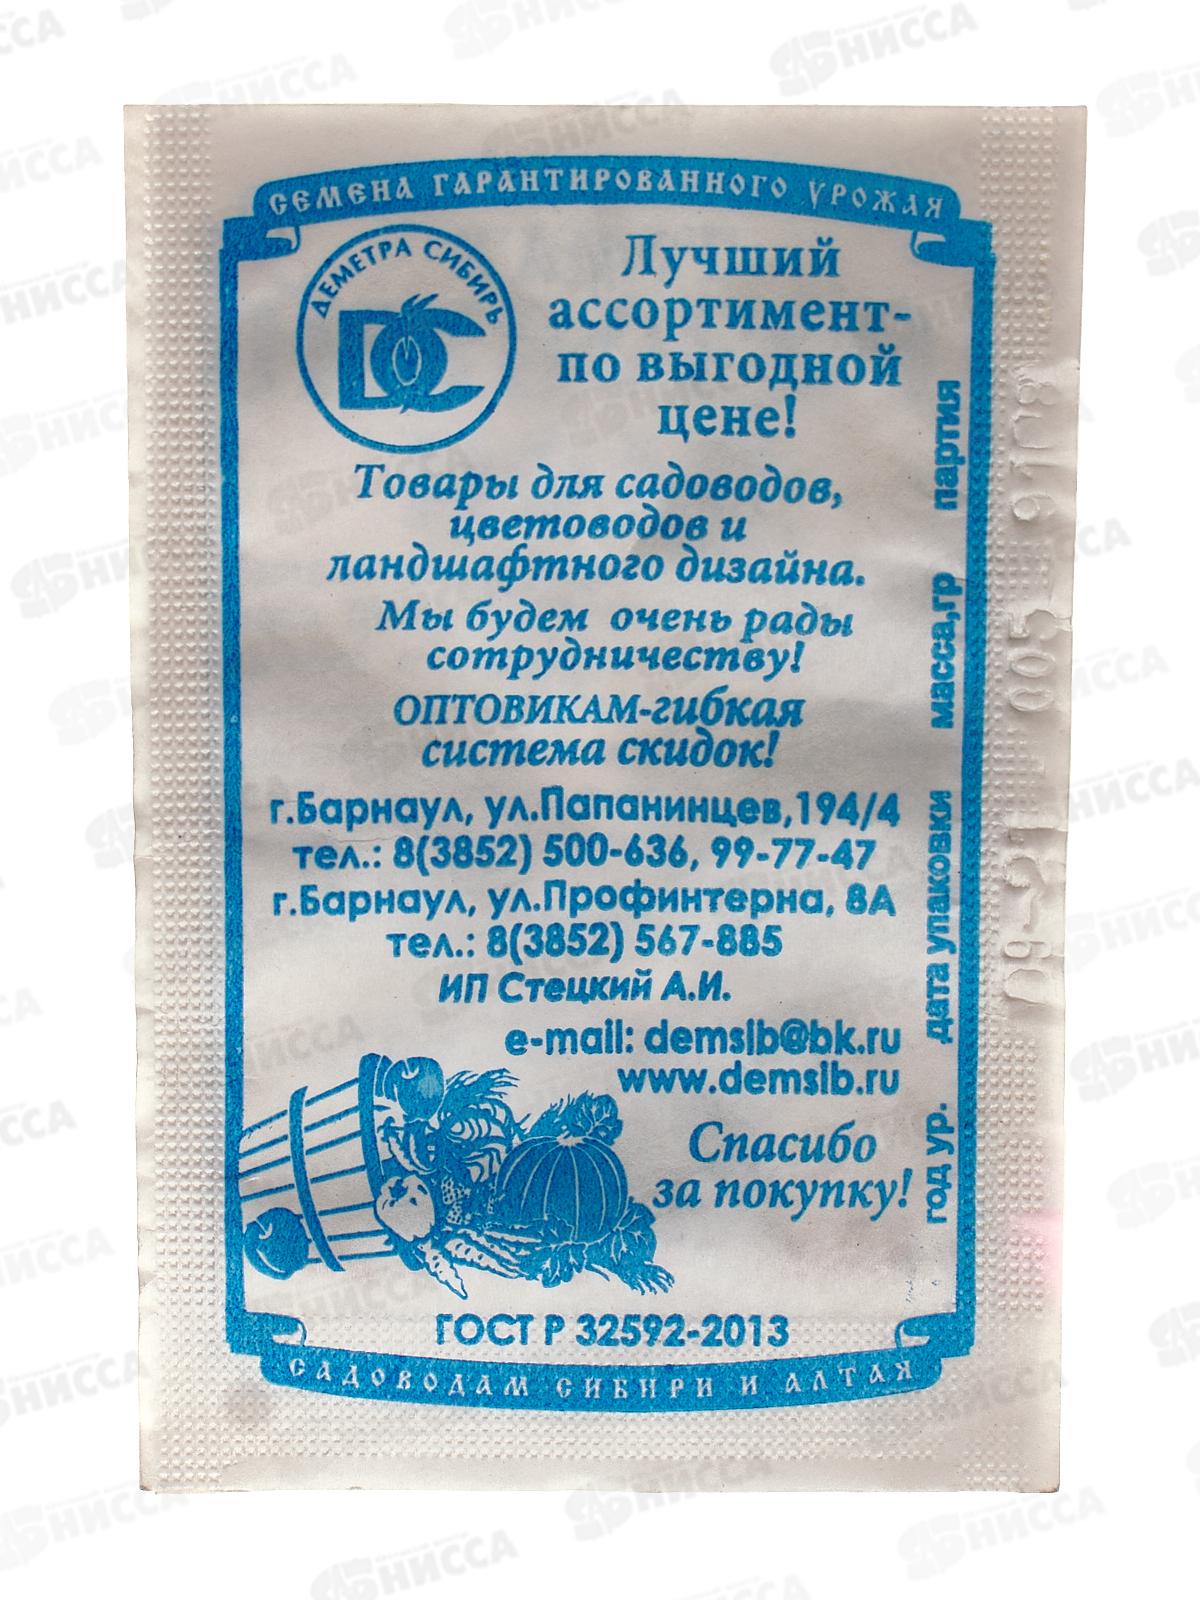 СЕМЕНА ГАРАНТИРОВАННОГО УРОЖАЯ
ДЕМЕТРА СИБИРЬ
DC
Лучший
ассортимент-
по выгодной
цене!
Товары для садоводов,
цветоводов и
ландшафтного дизайна.
Мы будем очень рады
сотрудничеству!
ОПТОВИКАМ-гибкая
система скидок!
г.Барнаул, ул.Папанинцев,194/4
тел.: 8(3852) 500-636, 99-77-47
г.Барнаул, ул.Профинтерна, 8А
тел.: 8(3852) 567-885
ИП Стецкий А.И.
e-mail: demsib@bk.ru
www.demsib.ru
Спасибо
за покупку!
ГОСТ Р 32592-2013
САДОВОДАМ СИБИРИ И АЛТАЯ
год ур. дата упаковки масса,гр партия
НИССА